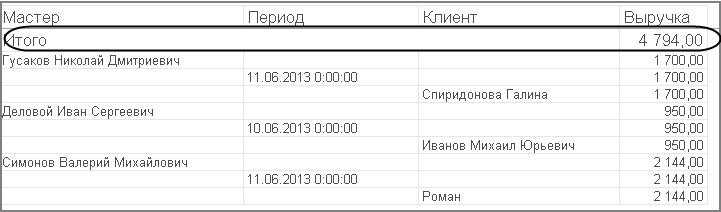 Мастер Период Клиент Выручка
Итого 4 794,00
Гусаков Николай Дмитриевич 1 700,00
11.06.2013 0:00:00 1 700,00
Спиридонова Галина 1 700,00
Деловой Иван Сергеевич 950,00
10.06.2013 0:00:00 950,00
Иванов Михаил Юрьевич 950,00
Симонов Валерий Михайлович 2 144,00
11.06.2013 0:00:00 2 144,00
Роман 2 144,00